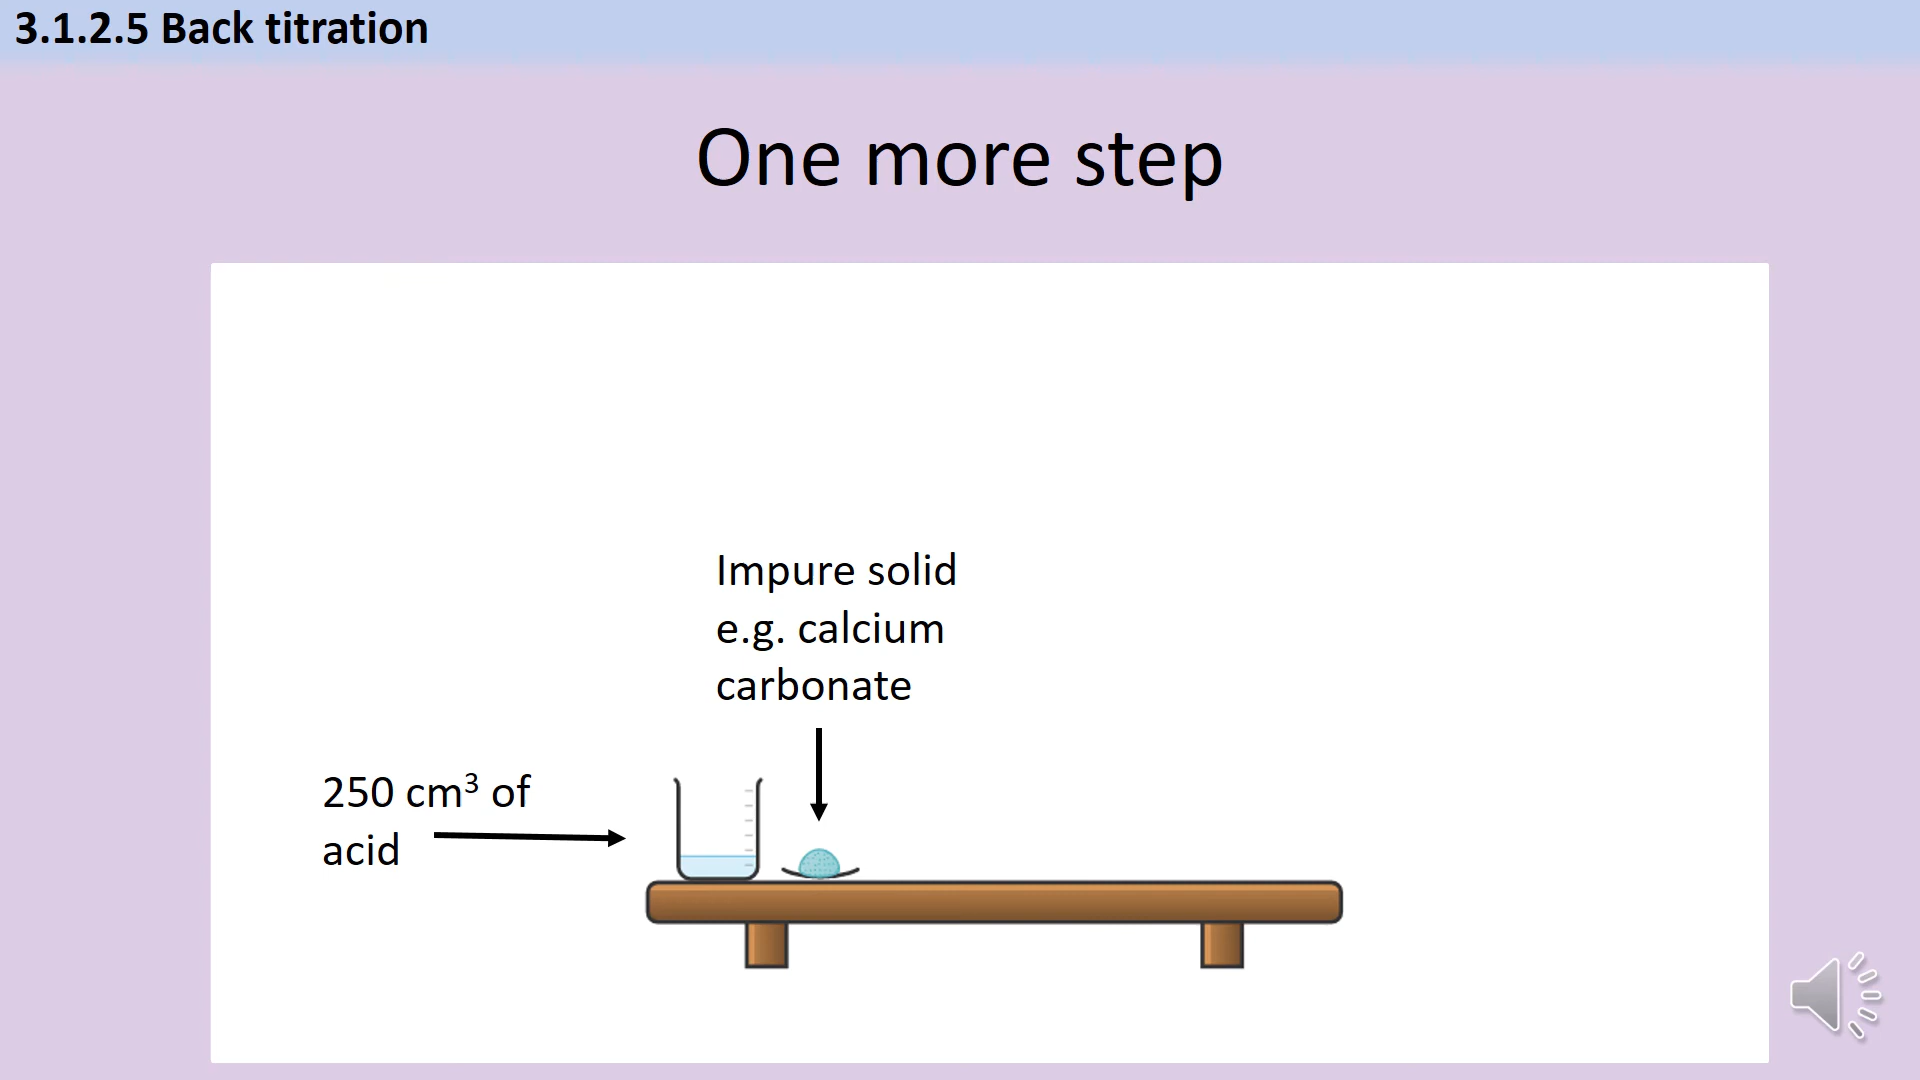 3.1.2.5 Back titration
One more step
Impure solid
e.g. calcium
carbonate
250 cm³ of
acid